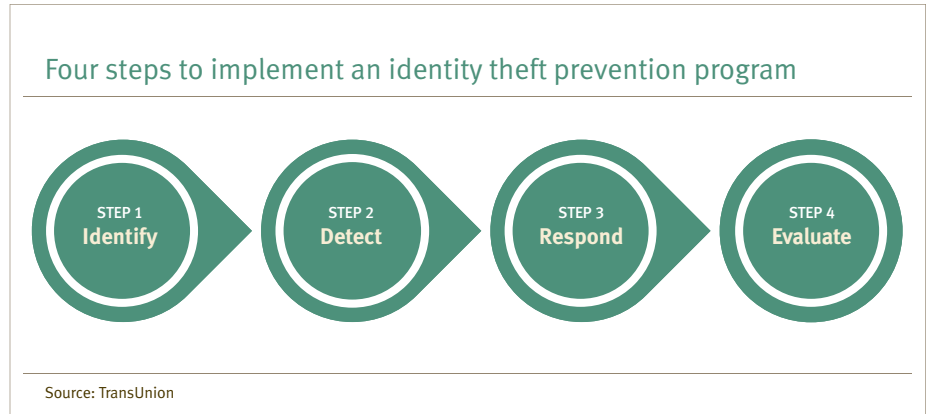 Four steps to implement an identity theft prevention program
STEP 1
Identify
STEP 2
Detect
STEP 3
Respond
STEP 4
Evaluate
Source: TransUnion